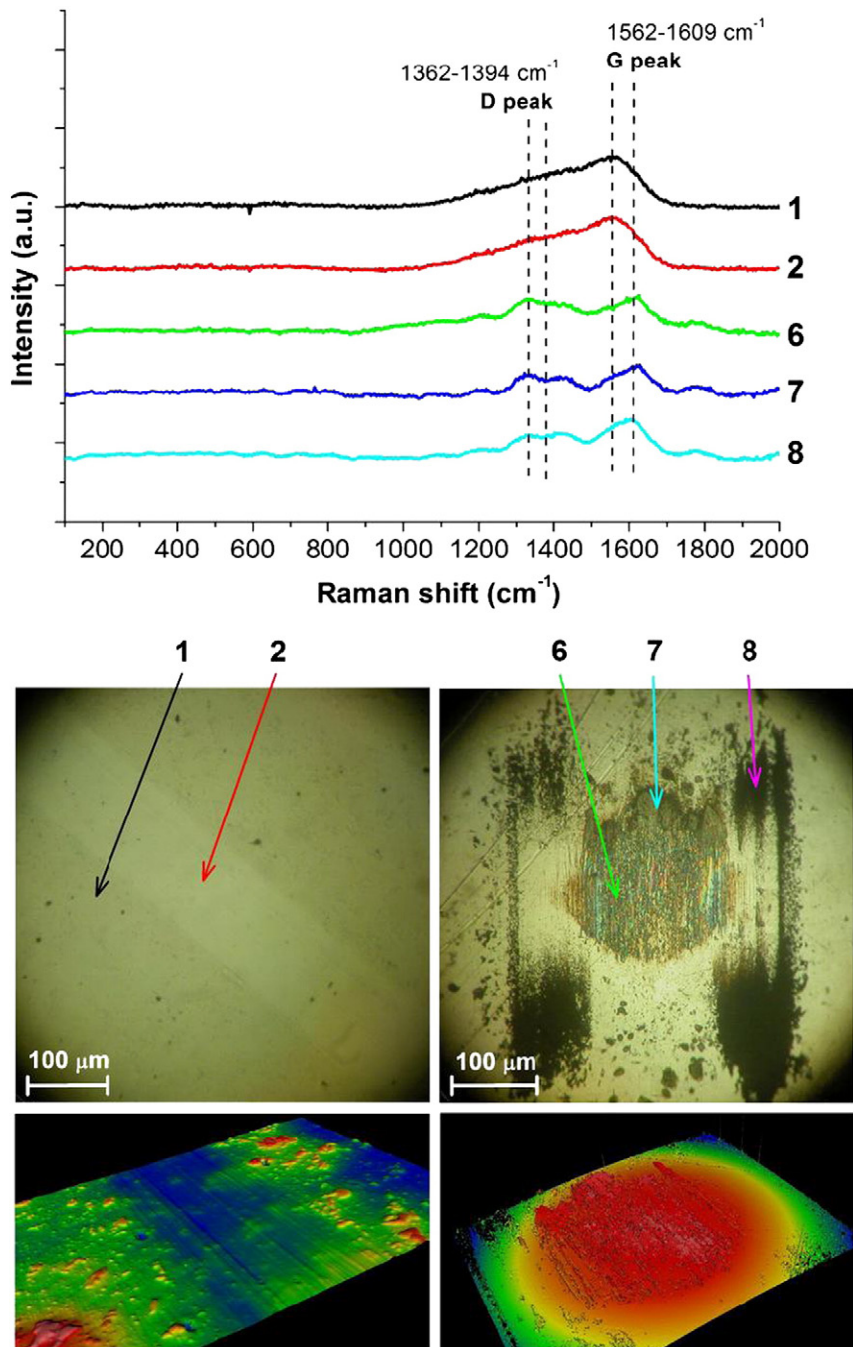 1562-1609 cm⁻¹
G peak
1362-1394 cm⁻¹
D peak
Intensity (a.u.)
1
2
6
7
8
200 400 600 800 1000 1200 1400 1600 1800 2000
Raman shift (cm⁻¹)
1 2 6 7 8
100 μm 100 μm